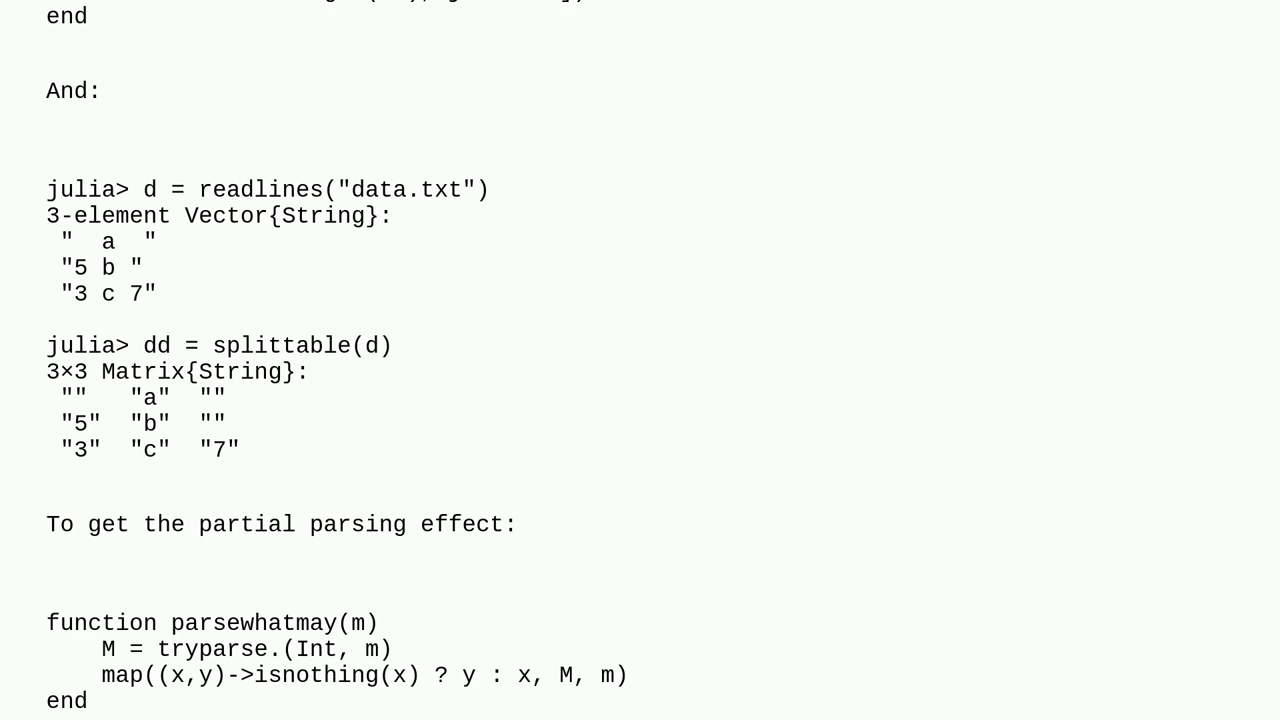 end
And:
julia> d = readlines("data.txt")
3-element Vector{String}:
 "  a  "
 "5 b "
 "3 c 7"
julia> dd = splittable(d)
3×3 Matrix{String}:
 ""   "a"  ""
 "5"  "b"  ""
 "3"  "c"  "7"
To get the partial parsing effect:
function parsewhatmay(m)
    M = tryparse.(Int, m)
    map((x,y)->isnothing(x) ? y : x, M, m)
end